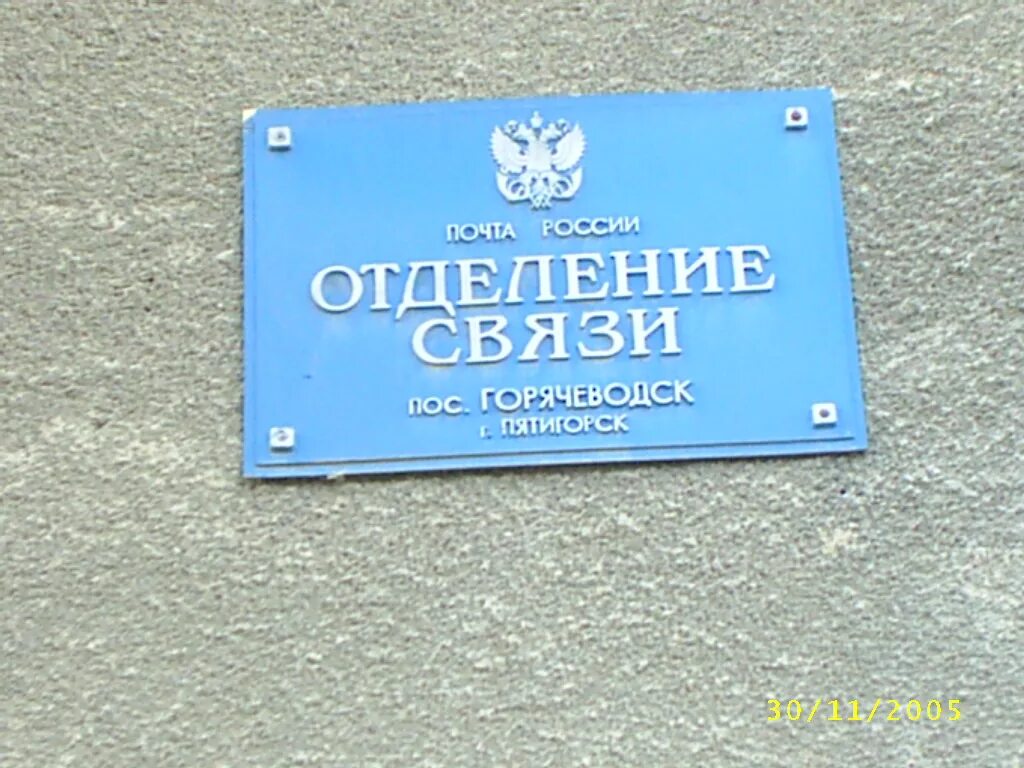 ПОЧТА РОССИИ
ОТДЕЛЕНИЕ
СВЯЗИ
ПОС. ГОРЯЧЕВОДСК
Г. ПЯТИГОРСК
30/11/2005